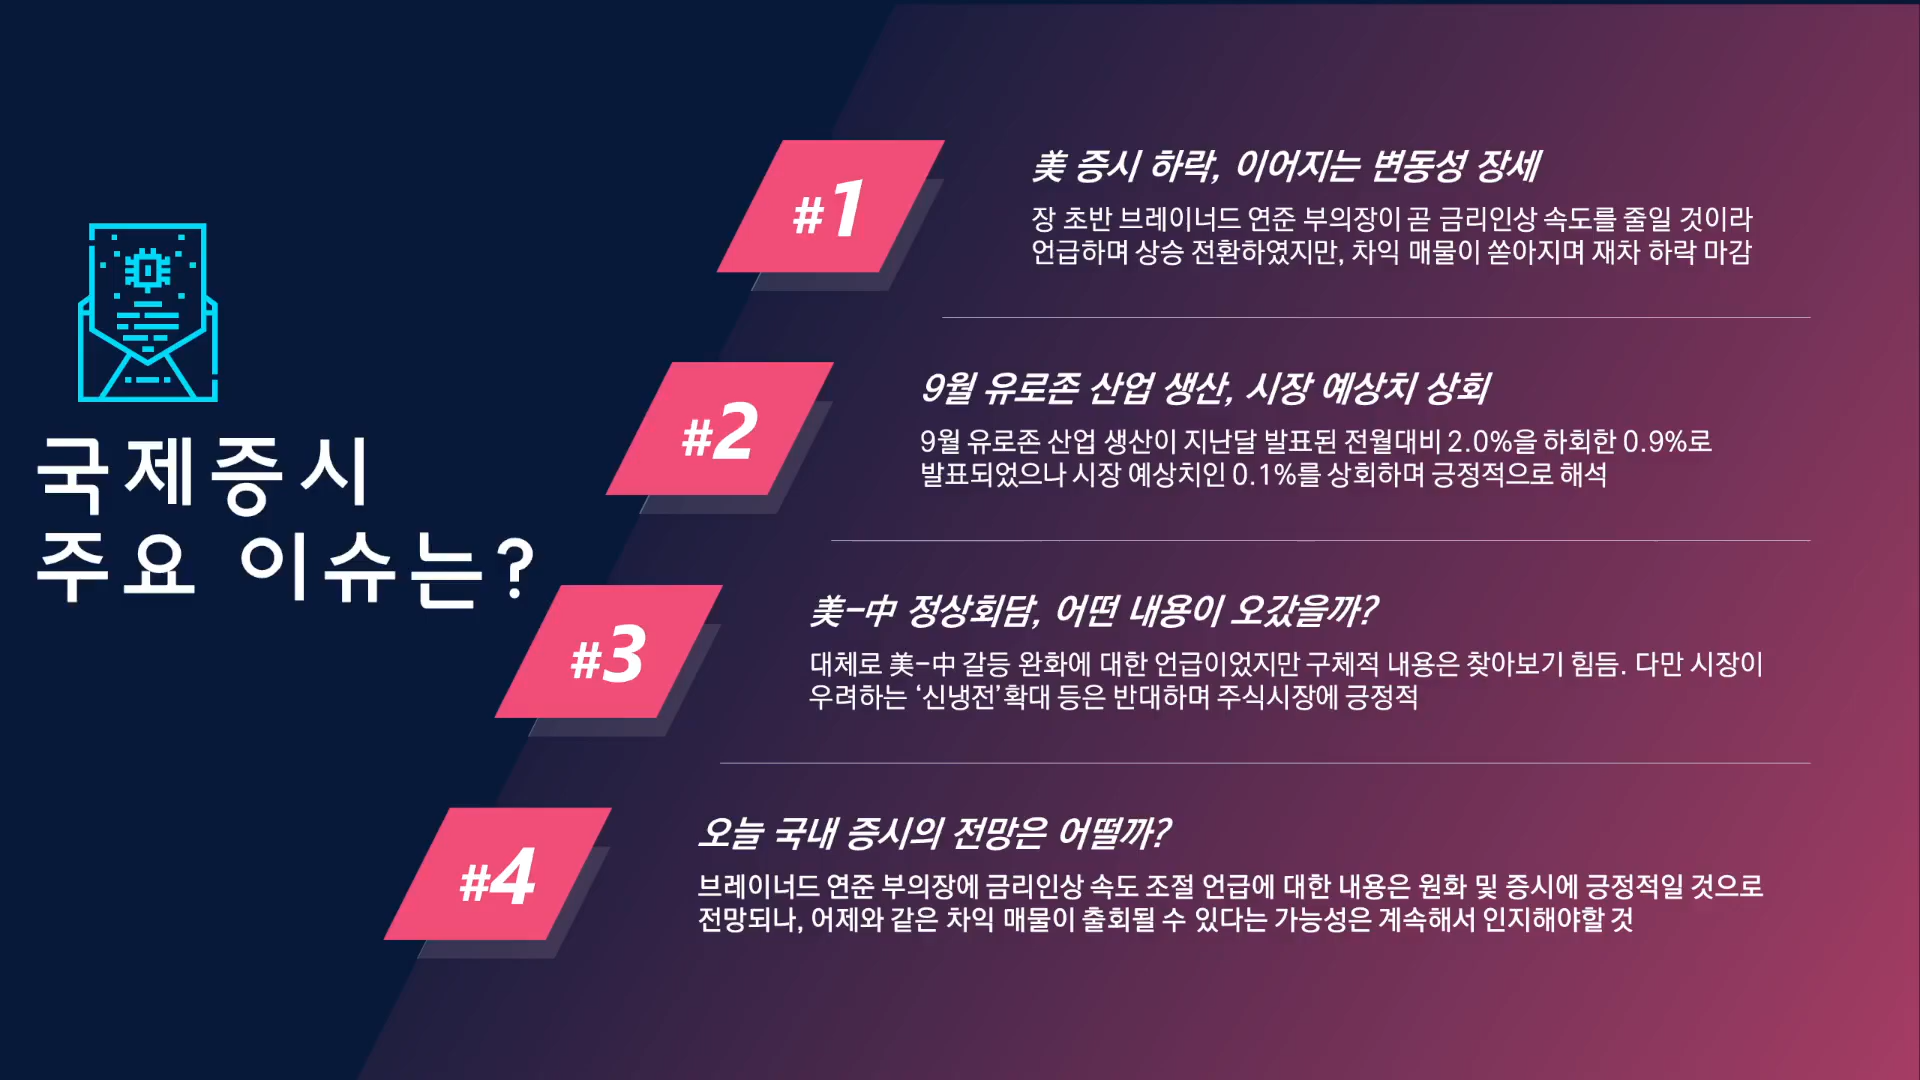 국제증시
주요 이슈는?
#1
美 증시 하락, 이어지는 변동성 장세
장 초반 브레이너드 연준 부의장이 곧 금리인상 속도를 줄일 것이라
언급하며 상승 전환하였지만, 차익 매물이 쏟아지며 재차 하락 마감
#2
9월 유로존 산업 생산, 시장 예상치 상회
9월 유로존 산업 생산이 지난달 발표된 전월대비 2.0%을 하회한 0.9%로
발표되었으나 시장 예상치인 0.1%를 상회하며 긍정적으로 해석
#3
美-中 정상회담, 어떤 내용이 오갔을까?
대체로 美-中 갈등 완화에 대한 언급이었지만 구체적 내용은 찾아보기 힘듬. 다만 시장이
우려하는 ‘신냉전’ 확대 등은 반대하며 주식시장에 긍정적
#4
오늘 국내 증시의 전망은 어떨까?
브레이너드 연준 부의장에 금리인상 속도 조절 언급에 대한 내용은 원화 및 증시에 긍정적일 것으로
전망되나, 어제와 같은 차익 매물이 출회될 수 있다는 가능성은 계속해서 인지해야할 것